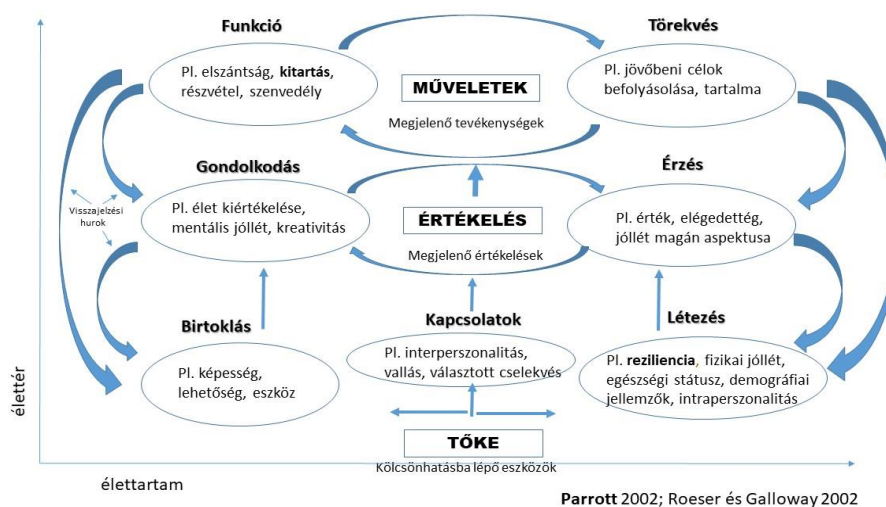 Funkció
Törekvés
Pl. elszántság, kitartás,
részvétel, szenvedély
MŰVELETEK
Megjelenő tevékenységek
Pl. jövőbeni célok
befolyásolása, tartalma
Gondolkodás
Érzés
Visszajelzési
hurok
Pl. élet kiértékelése,
mentális jóllét, kreativitás
ÉRTÉKELÉS
Megjelenő értékelések
Pl. érték, elégedettég,
jóllét magán aspektusa
Birtoklás
Kapcsolatok
Létezés
Pl. képesség,
lehetőség, eszköz
Pl. interperszonalitás,
vallás, választott cselekvés
Pl. reziliencia, fizikai jóllét,
egészségi státusz, demográfiai
jellemzők, intraperszonalitás
TŐKE
Kölcsönhatásba lépő eszközök
élettér
élettartam
Parrott 2002; Roeser és Galloway 2002